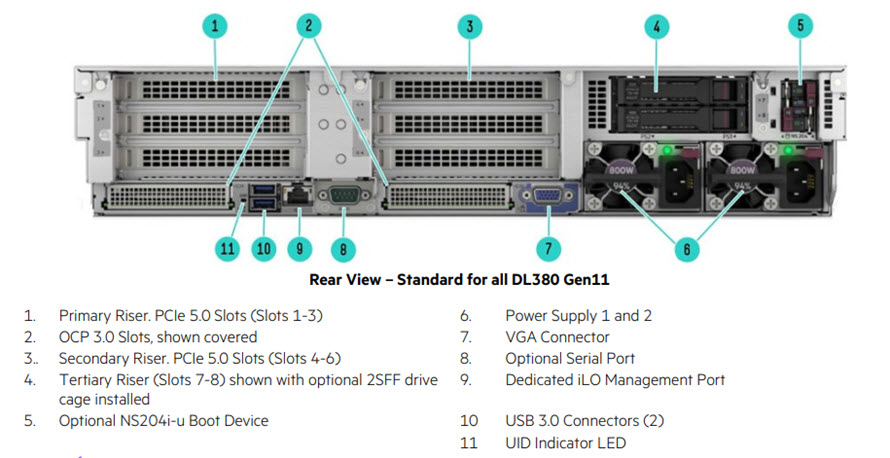 1
2
3
4
5
800W
94%
800W
94%
11
10
9
8
7
6
Rear View – Standard for all DL380 Gen11
1. Primary Riser. PCIe 5.0 Slots (Slots 1-3)
2. OCP 3.0 Slots, shown covered
3.. Secondary Riser. PCIe 5.0 Slots (Slots 4-6)
4. Tertiary Riser (Slots 7-8) shown with optional 2SFF drive
cage installed
5. Optional NS204i-u Boot Device
6. Power Supply 1 and 2
7. VGA Connector
8. Optional Serial Port
9. Dedicated iLO Management Port
10 USB 3.0 Connectors (2)
11 UID Indicator LED